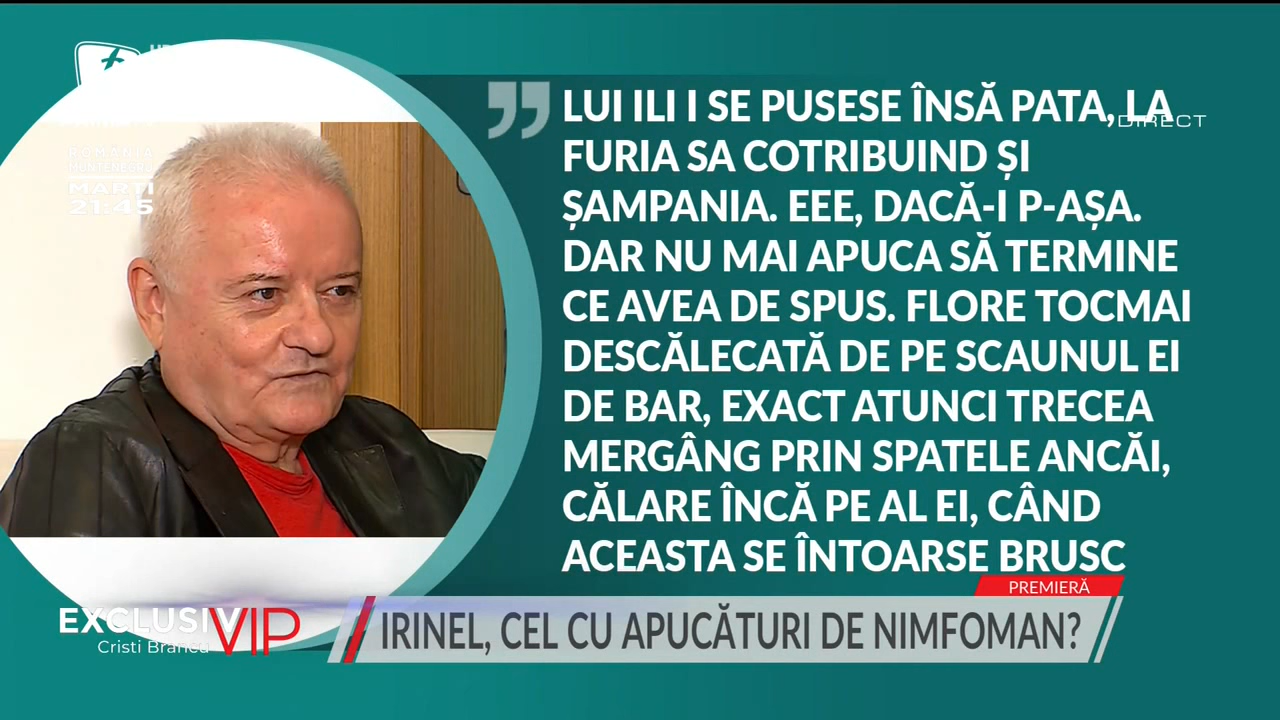 LUI ILI I SE PUSESE ÎNSĂ PATA, LA
DIRECT
FURIA SA COTRIBUIND ȘI
ȘAMPANIA. EEE, DACĂ-I P-AȘA.
DAR NU MAI APUCA SĂ TERMINE
CE AVEA DE SPUS. FLORE TOCMAI
DESCĂLECATĂ DE PE SCAUNUL EI
DE BAR, EXACT ATUNCI TRECEA
MERGÂNG PRIN SPATELE ANCĂI,
CĂLARE ÎNCĂ PE AL EI, CÂND
ACEASTA SE ÎNTOARSE BRUSC
ROMANIA
MUNTENEGRU
MARȚI
21:45
PREMIERĂ
EXCLUSIV VIP
Cristi Brancu
IRINEL, CEL CU APUCĂTURI DE NIMFOMAN?